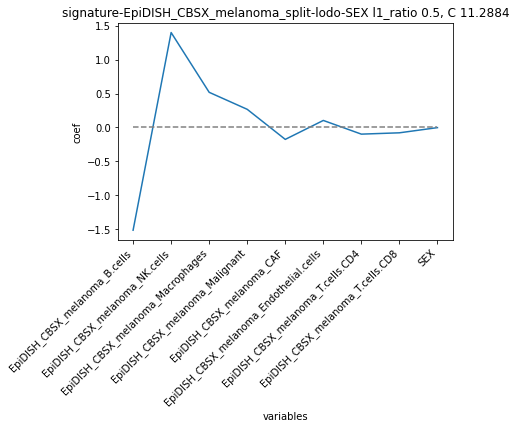 signature-EpiDISH_CBSX_melanoma_split-lodo-SEX l1_ratio 0.5, C 11.2884
1.5
1.0
0.5
0.0
−0.5
−1.0
−1.5
coef
EpiDISH_CBSX_melanoma_B.cells
EpiDISH_CBSX_melanoma_NK.cells
EpiDISH_CBSX_melanoma_Macrophages
EpiDISH_CBSX_melanoma_Malignant
EpiDISH_CBSX_melanoma_CAF
EpiDISH_CBSX_melanoma_Endothelial.cells
EpiDISH_CBSX_melanoma_T.cells.CD4
EpiDISH_CBSX_melanoma_T.cells.CD8
SEX
variables